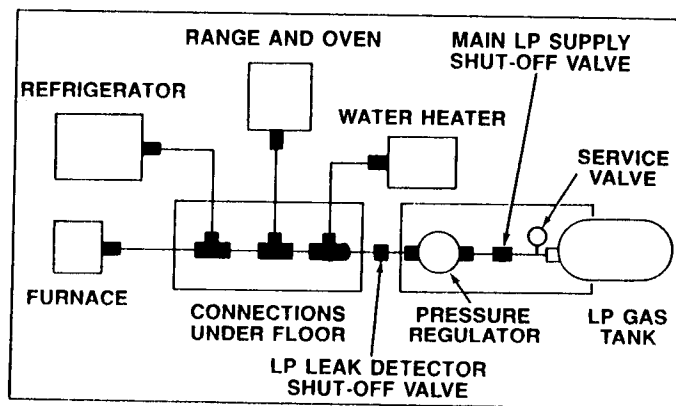 RANGE AND OVEN
MAIN LP SUPPLY
SHUT-OFF VALVE
REFRIGERATOR
WATER HEATER
SERVICE
VALVE
FURNACE
CONNECTIONS
UNDER FLOOR
PRESSURE
REGULATOR
LP GAS
TANK
LP LEAK DETECTOR
SHUT-OFF VALVE